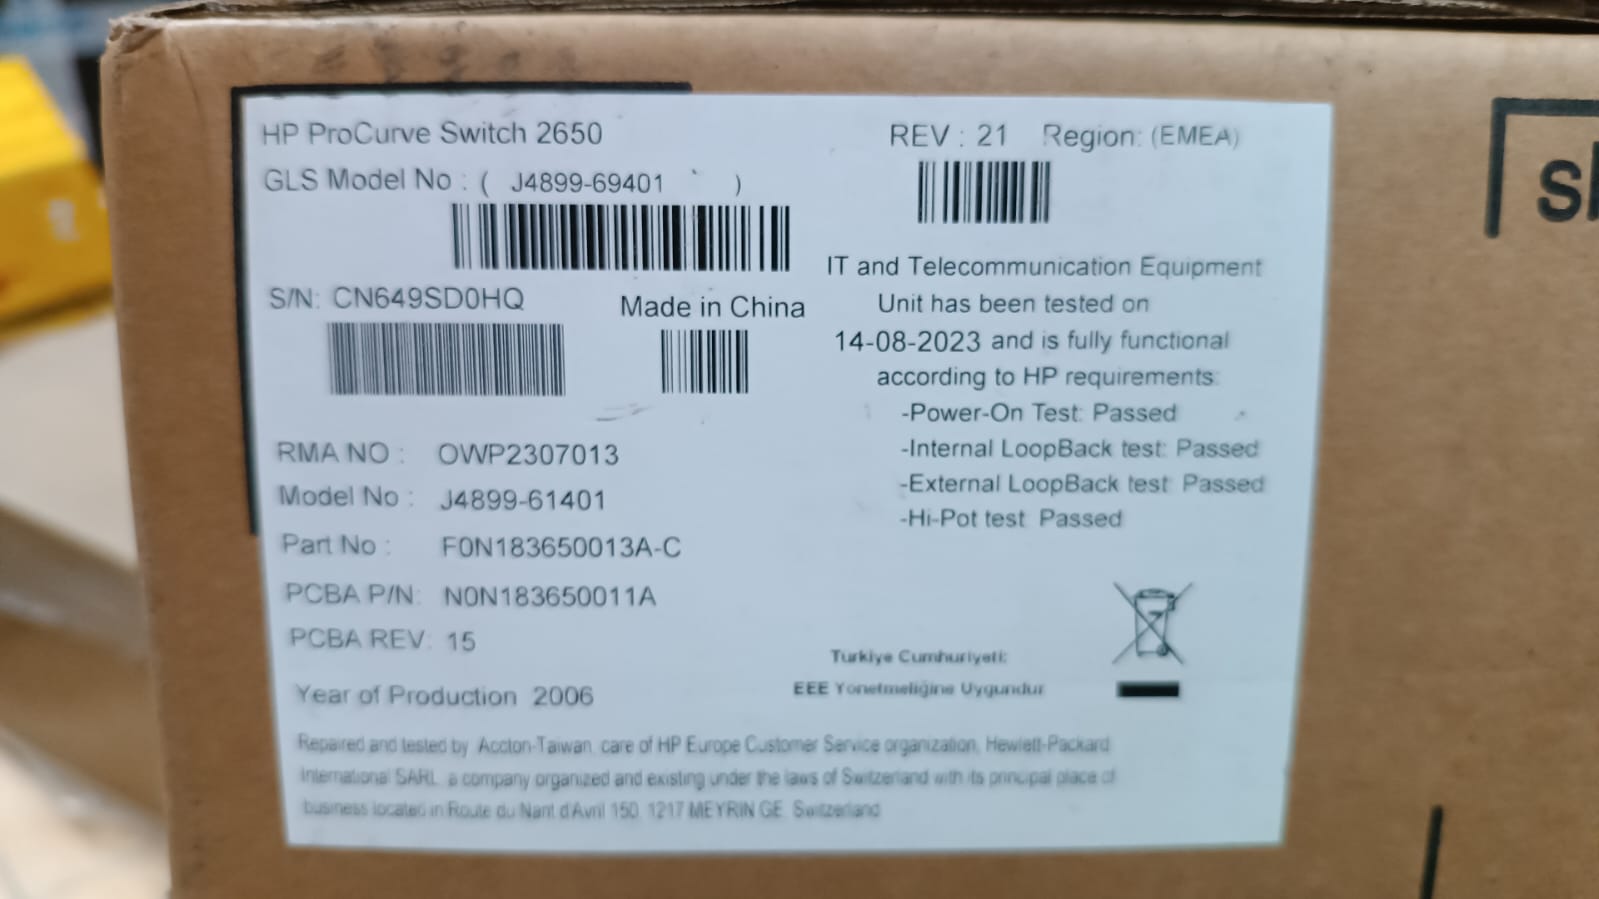 HP ProCurve Switch 2650
REV : 21 Region: (EMEA)
GLS Model No : ( J4899-69401 )
S/N: CN649SD0HQ
Made in China
IT and Telecommunication Equipment
Unit has been tested on
14-08-2023 and is fully functional
according to HP requirements:
-Power-On Test: Passed
-Internal LoopBack test: Passed
-External LoopBack test: Passed
-Hi-Pot test: Passed
RMA NO : OWP2307013
Model No : J4899-61401
Part No : F0N183650013A-C
PCBA P/N: N0N183650011A
PCBA REV: 15
Year of Production 2006
Turkiye Cumhuriyeti:
EEE Yonetmeliğine Uygundur
Repaired and tested by Accton-Taiwan, care of HP Europe Customer Service organization, Hewlett-Packard
International SARL, a company organized and existing under the laws of Switzerland with its principal place of
business located in Route du Nant d'Avril 150, 1217 MEYRIN GE, Switzerland